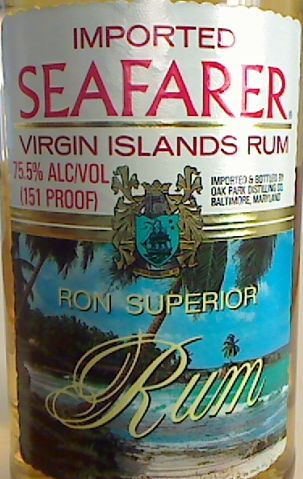 IMPORTED
SEAFARER®
VIRGIN ISLANDS RUM
75.5% ALC/VOL
(151 PROOF)
IMPORTED & BOTTLED BY
OAK PARK DISTILLING CO.
BALTIMORE, MARYLAND
RON SUPERIOR
Rum